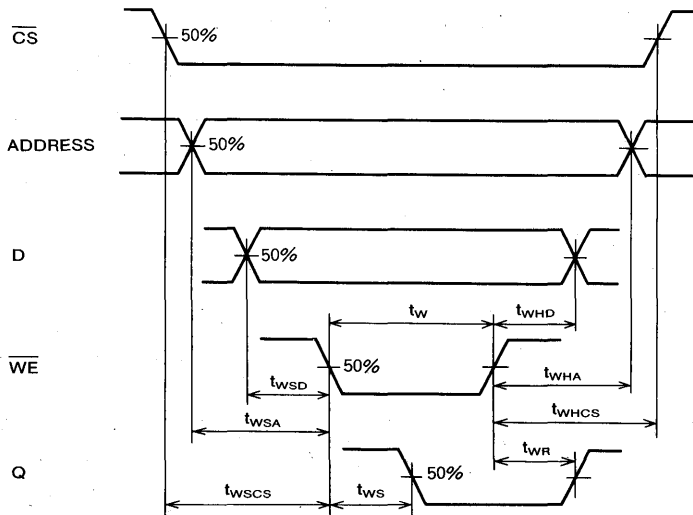 CS
50%
ADDRESS
50%
D
50%
tW
tWHD
WE
50%
tWSD
tWHA
tWSA
tWHCS
tWR
Q
50%
tWSCS
tWS